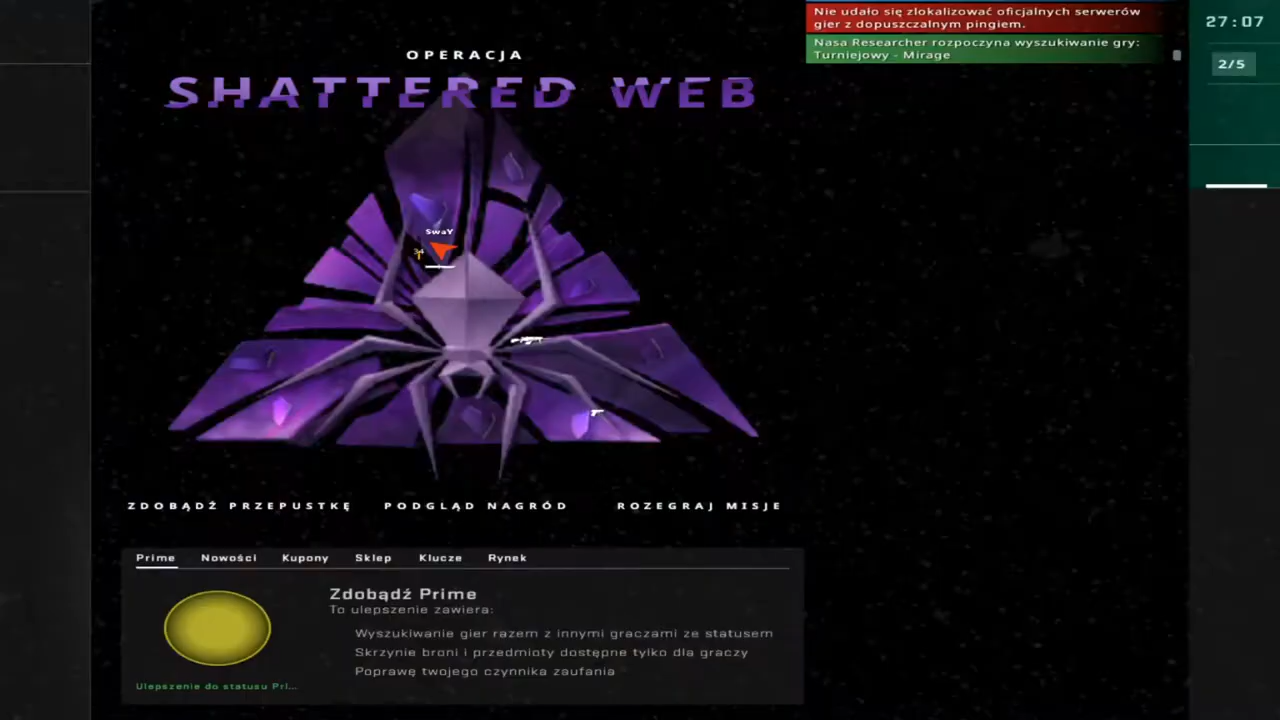 OPERACJA
SHATTERED WEB
Nie udało się zlokalizować oficjalnych serwerów
gier z dopuszczalnym pingiem.
Nasa Researcher rozpoczyna wyszukiwanie gry:
Turniejowy - Mirage
27:07
2/5
SwaY
ZDOBĄDŹ PRZEPUSTKĘ
PODGLĄD NAGRÓD
ROZEGRAJ MISJE
Prime Nowości Kupony Sklep Klucze Rynek
Zdobądź Prime
To ulepszenie zawiera:
Wyszukiwanie gier razem z innymi graczami ze statusem
Skrzynie broni i przedmioty dostępne tylko dla graczy
Poprawę twojego czynnika zaufania
Ulepszenie do statusu Pri...